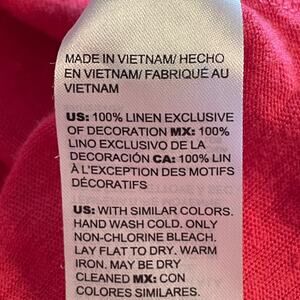 MADE IN VIETNAM/ HECHO
EN VIETNAM/ FABRIQUÉ AU
VIETNAM
US: 100% LINEN EXCLUSIVE
OF DECORATION MX: 100%
LINO EXCLUSIVO DE LA
DECORACIÓN CA: 100% LIN
À L'EXCEPTION DES MOTIFS
DÉCORATIFS
US: WITH SIMILAR COLORS.
HAND WASH COLD. ONLY
NON-CHLORINE BLEACH.
LAY FLAT TO DRY. WARM
IRON. MAY BE DRY
CLEANED MX: CON
COLORES SIMILARES.